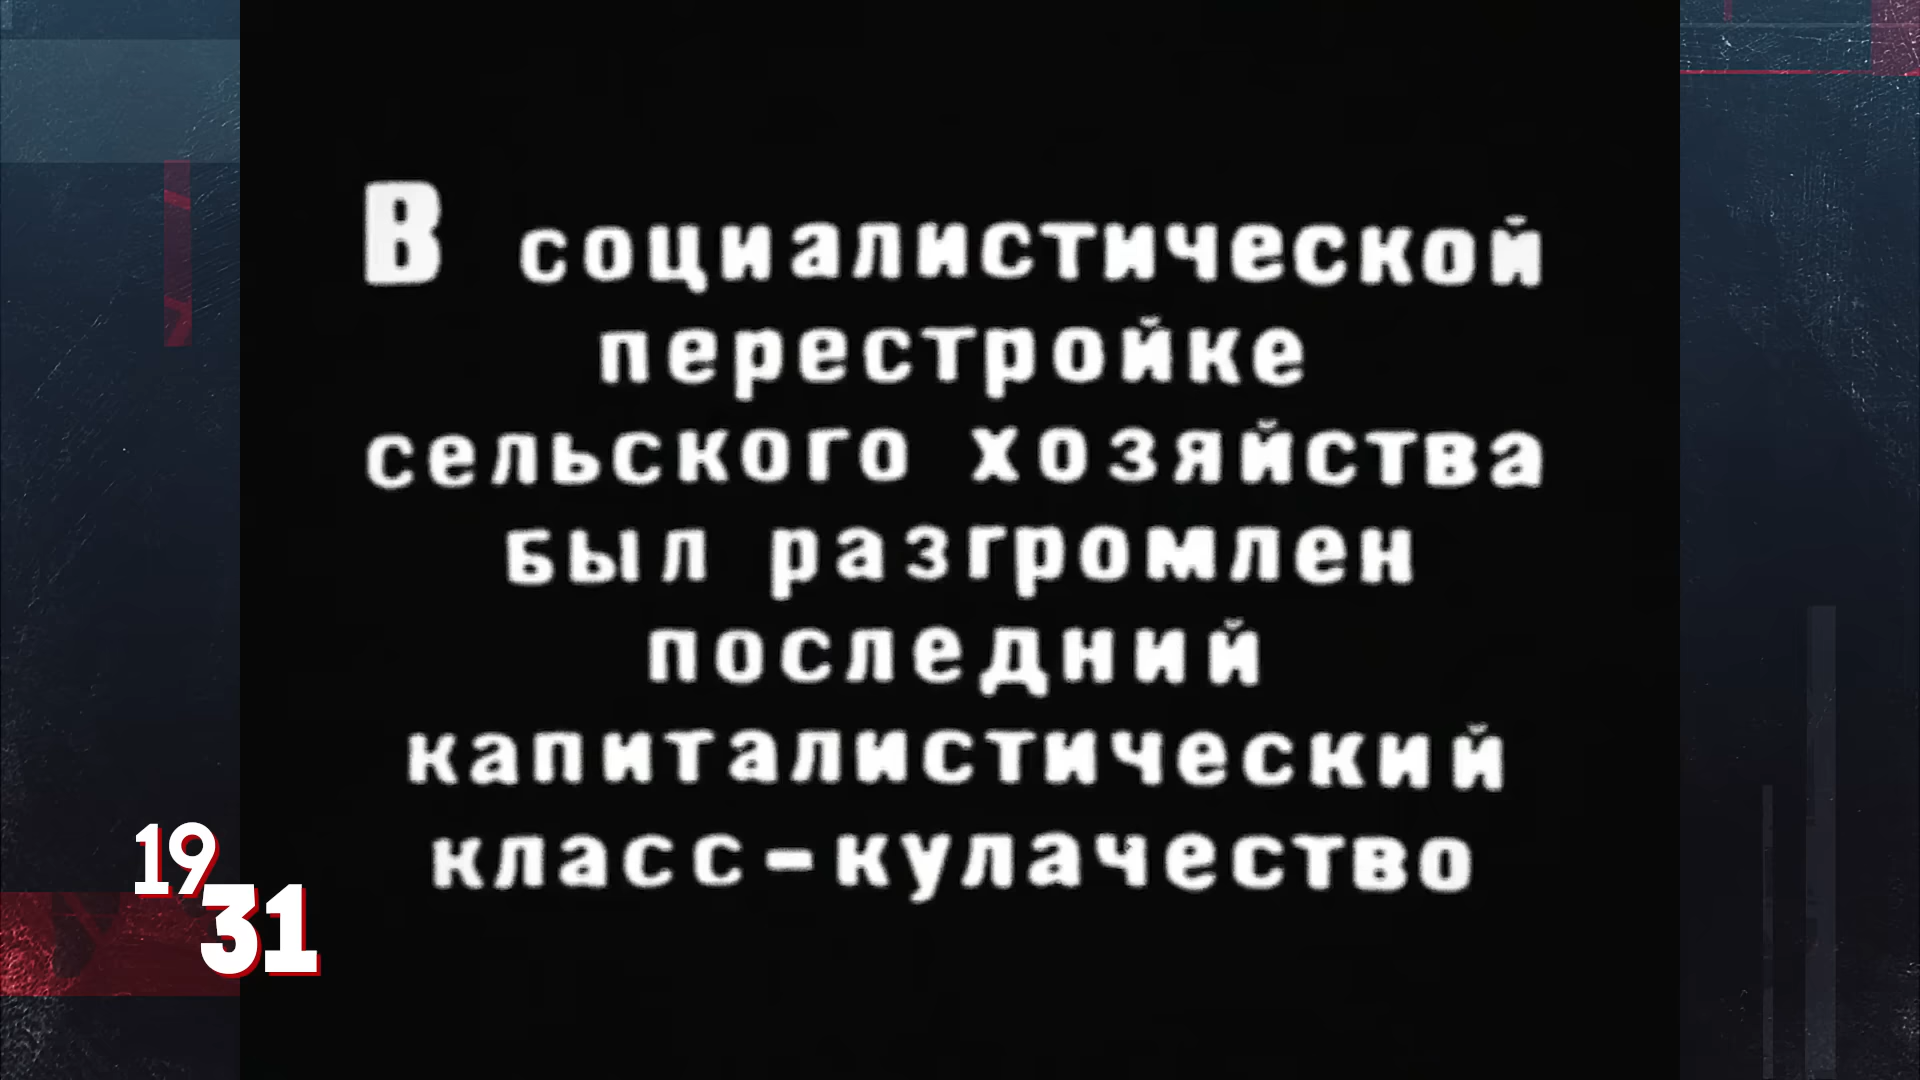 В социалистической
перестройке
сельского хозяйства
был разгромлен
последний
капиталистический
класс-кулачество
19
31